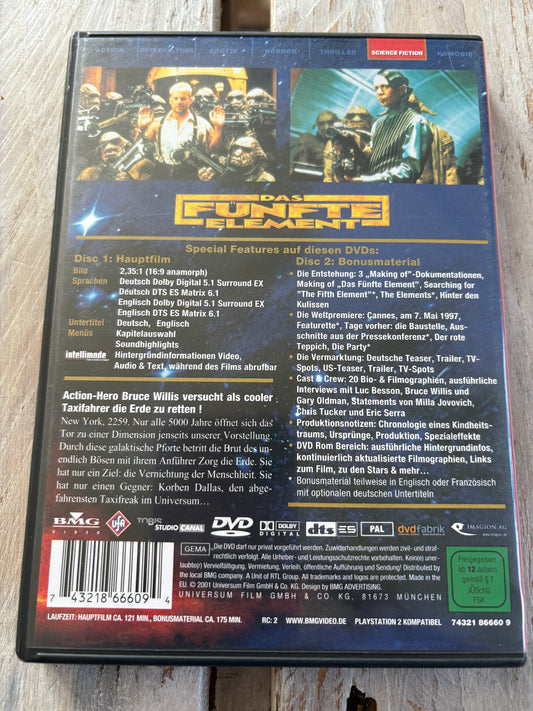 ACTION UNTERHALTUNG EROTIK HORROR THRILLER SCIENCE FICTION KOMÖDIE
DAS
FÜNFTE
ELEMENT
Special Features auf diesen DVDs:
Disc 1: Hauptfilm
Bild 2,35:1 (16:9 anamorph)
Sprachen Deutsch Dolby Digital 5.1 Surround EX
Deutsch DTS ES Matrix 6.1
Englisch Dolby Digital 5.1 Surround EX
Englisch DTS ES Matrix 6.1
Untertitel Deutsch, Englisch
Menüs Kapitelauswahl
Soundhighlights
intellimode Hintergründinformationen Video,
Audio & Text, während des Films abrufbar
Action-Hero Bruce Willis versucht als cooler
Taxifahrer die Erde zu retten !
New York, 2259. Nur alle 5000 Jahre öffnet sich das
Tor zu einer Dimension jenseits unserer Vorstellung.
Durch diese galaktische Pforte betritt die Brut des un-
endlich Bösen mit ihrem Anführer Zorg die Erde. Sie
hat nur ein Ziel: die Vernichtung der Menschheit. Sie
hat nur einen Gegner: Korben Dallas, den abge-
fahrensten Taxifreak im Universum...
Disc 2: Bonusmaterial
• Die Entstehung: 3 „Making of"-Dokumentationen,
Making of „Das Fünfte Element", Searching for
"The Fifth Element"*, The Elements*, Hinter den
Kulissen
• Die Weltpremiere: Cannes, am 7. Mai 1997,
Featurette*, Tage vorher: die Baustelle, Aus-
schnitte aus der Pressekonferenz*, Der rote
Teppich, Die Party*
• Die Vermarktung: Deutsche Teaser, Trailer, TV-
Spots, US-Teaser, Trailer, TV-Spots
• Cast & Crew: 20 Bio- & Filmographien, ausführliche
Interviews mit Luc Besson, Bruce Willis und
Gary Oldman, Statements von Milla Jovovich,
Chris Tucker und Eric Serra
• Produktionsnotizen: Chronologie eines Kindheits-
traums, Ursprünge, Produktion, Spezialeffekte
• DVD Rom Bereich: ausführliche Hintergrundinfos,
kontinuierlich aktualisierte Filmographien, Links
zum Film, zu den Stars & mehr...
* Bonusmaterial teilweise in Englisch oder Französisch
mit optionalen deutschen Untertiteln
BMG VIDEO UFA TOBIS STUDIO CANAL DVD VIDEO DOLBY DIGITAL dts ES PAL dvdfabrik IMAGION AG
www.imagion.de
GEMA Die DVD darf nur privat vorgeführt werden. Zuwiderhandlungen werden zivil- und straf-
rechtlich verfolgt. Alle Urheber- und Leistungsschutzrechte vorbehalten. Kein(e) uner-
laubte(r) Vervielfältigung, Vermietung, Verleih, öffentliche Aufführung und Sendung! Distributed by
the local BMG company. A Unit of RTL Group. All trademarks and logos are protected. Made in the
EU. © 2001 Universum Film GmbH & Co. KG. Design by BMG ADVERTISING
UNIVERSUM FILM GMBH & CO. KG, 81673 MÜNCHEN
Freigegeben
ab 12 Jahren
gemäß § 7
JÖSchG
FSK
7 43218 66609 4
LAUFZEIT: HAUPTFILM CA. 121 MIN., BONUSMATERIAL CA. 175 MIN. RC: 2 WWW.BMGVIDEO.DE PLAYSTATION 2 KOMPATIBEL 74321 86660 9